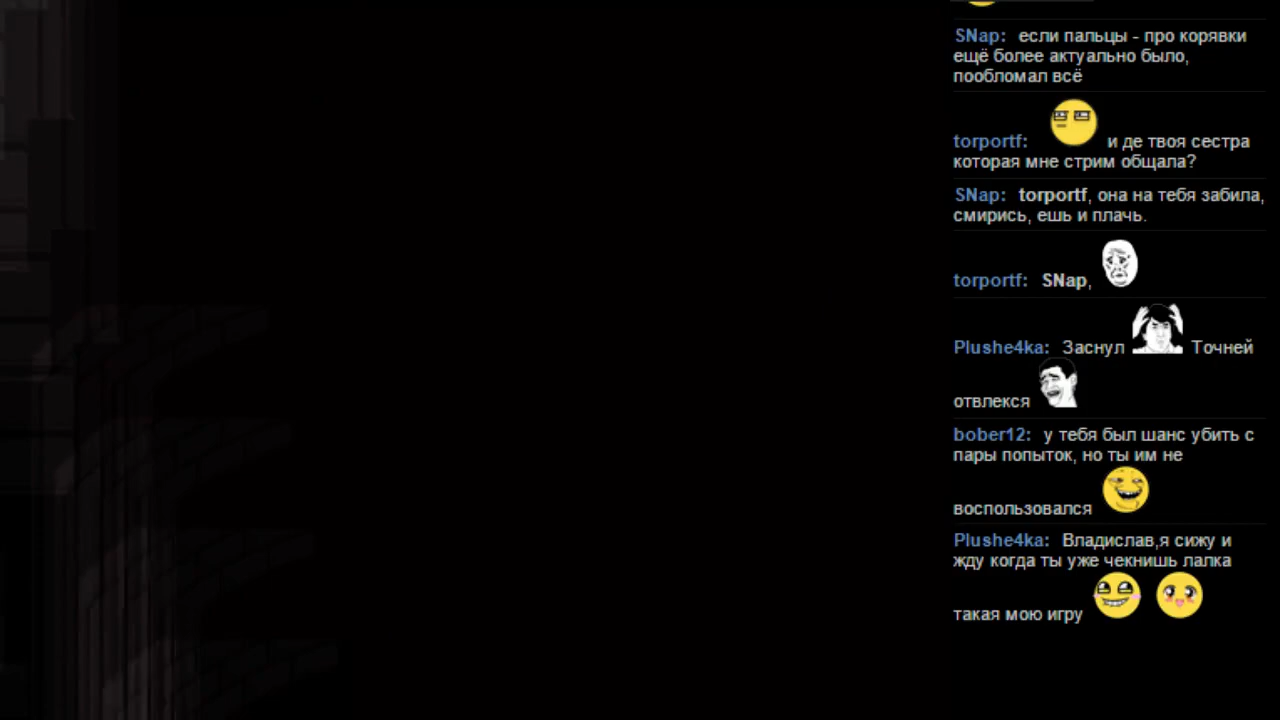 SNap: если пальцы - про корявки
ещё более актуально было,
пообломал всё
torportf: и де твоя сестра
которая мне стрим общала?
SNap: torportf, она на тебя забила,
смирись, ешь и плачь.
torportf: SNap,
Plushe4ka: Заснул Точней
отвлекся
bober12: у тебя был шанс убить с
пары попыток, но ты им не
воспользовался
Plushe4ka: Владислав,я сижу и
жду когда ты уже чекнишь лалка
такая мою игру